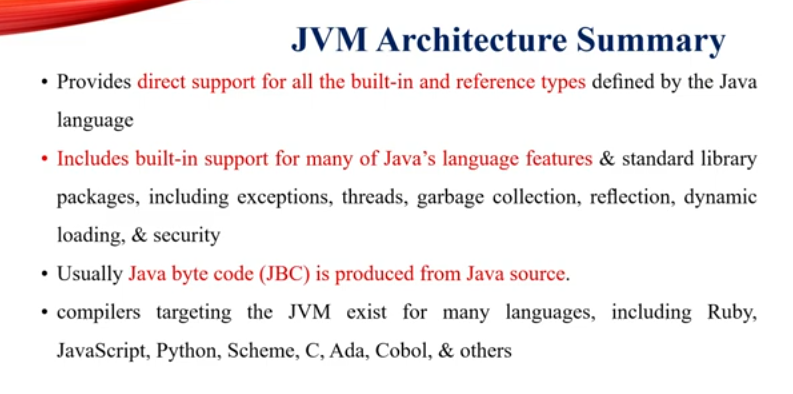 JVM Architecture Summary
• Provides direct support for all the built-in and reference types defined by the Java
language
• Includes built-in support for many of Java’s language features & standard library
packages, including exceptions, threads, garbage collection, reflection, dynamic
loading, & security
• Usually Java byte code (JBC) is produced from Java source.
• compilers targeting the JVM exist for many languages, including Ruby,
JavaScript, Python, Scheme, C, Ada, Cobol, & others